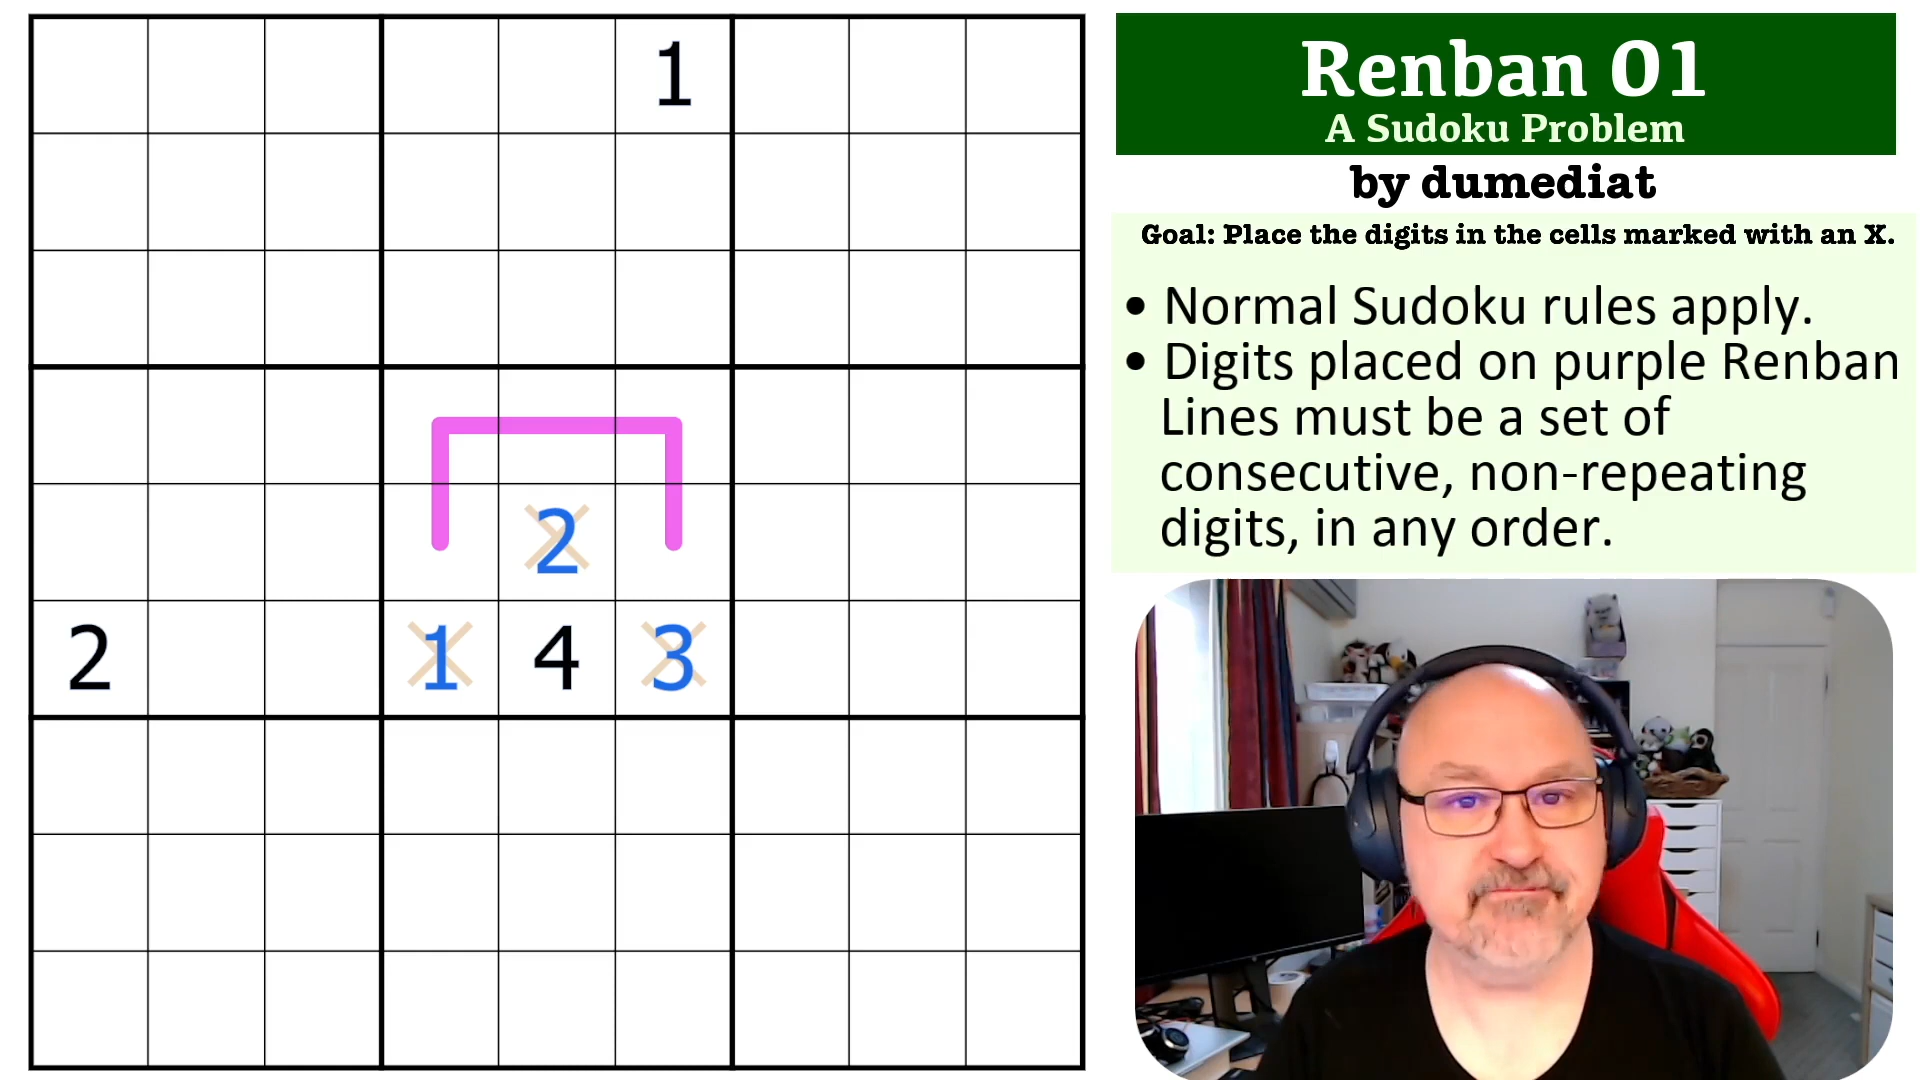 Renban 01
A Sudoku Problem
by dumediat
Goal: Place the digits in the cells marked with an X.
• Normal Sudoku rules apply.
• Digits placed on purple Renban
Lines must be a set of
consecutive, non-repeating
digits, in any order.
1
2
2 1 4 3